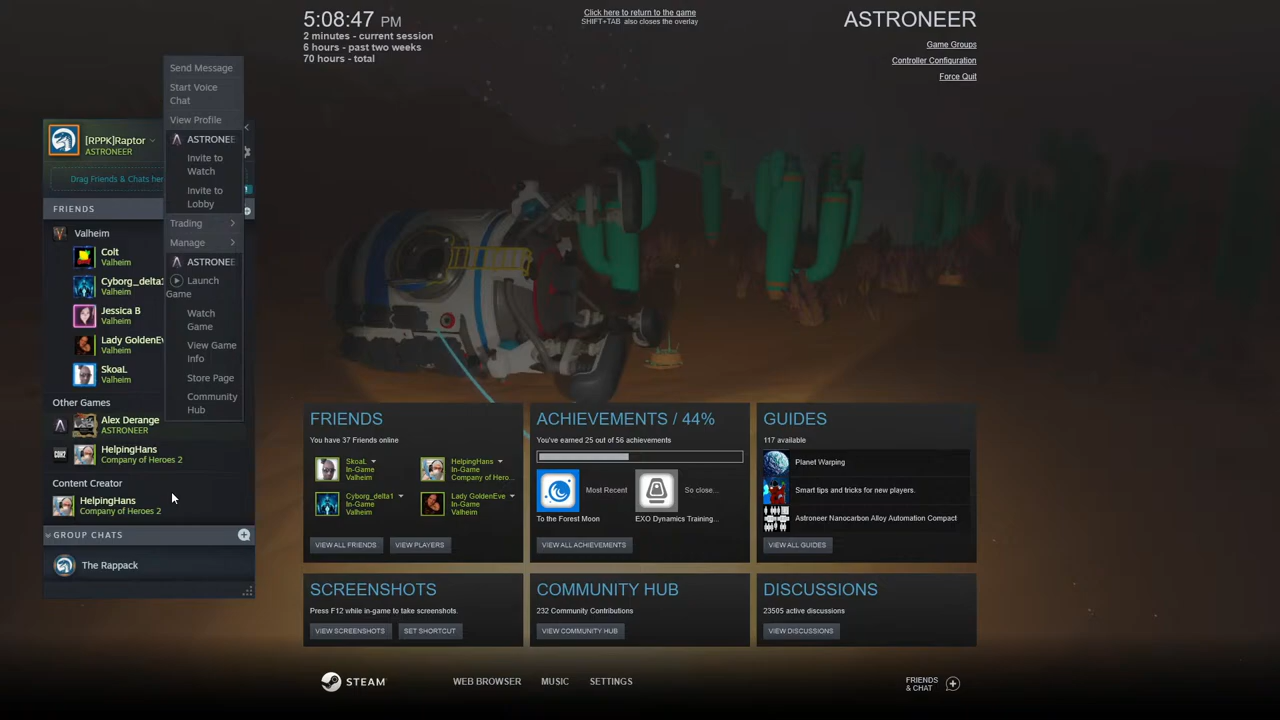 5:08:47 PM
2 minutes - current session
6 hours - past two weeks
70 hours - total
Click here to return to the game
SHIFT+TAB also closes the overlay
ASTRONEER
Game Groups
Controller Configuration
Force Quit
Send Message
Start Voice
Chat
View Profile
ASTRONEE
Invite to
Watch
Invite to
Lobby
Trading
Manage
ASTRONEE
Launch
Game
Watch
Game
View Game
Info
Store Page
Community
Hub
[RPPK]Raptor
ASTRONEER
Drag Friends & Chats her
FRIENDS
Valheim
Colt
Valheim
Cyborg_delta1
Valheim
Jessica B
Valheim
Lady GoldenEv
Valheim
SkoaL
Valheim
Other Games
Alex Derange
ASTRONEER
COH2
HelpingHans
Company of Heroes 2
Content Creator
HelpingHans
Company of Heroes 2
GROUP CHATS
The Rappack
FRIENDS
You have 37 Friends online
SkoaL
In-Game
Valheim
HelpingHans
In-Game
Company of Hero...
Cyborg_delta1
In-Game
Valheim
Lady GoldenEve
In-Game
Valheim
VIEW ALL FRIENDS
VIEW PLAYERS
ACHIEVEMENTS / 44%
You've earned 25 out of 56 achievements
Most Recent
So close...
To the Forest Moon
EXO Dynamics Training...
VIEW ALL ACHIEVEMENTS
GUIDES
117 available
Planet Warping
Smart tips and tricks for new players.
Astroneer Nanocarbon Alloy Automation Compact
VIEW ALL GUIDES
SCREENSHOTS
Press F12 while in-game to take screenshots.
VIEW SCREENSHOTS
SET SHORTCUT
COMMUNITY HUB
232 Community Contributions
VIEW COMMUNITY HUB
DISCUSSIONS
23505 active discussions
VIEW DISCUSSIONS
STEAM
WEB BROWSER
MUSIC
SETTINGS
FRIENDS
& CHAT